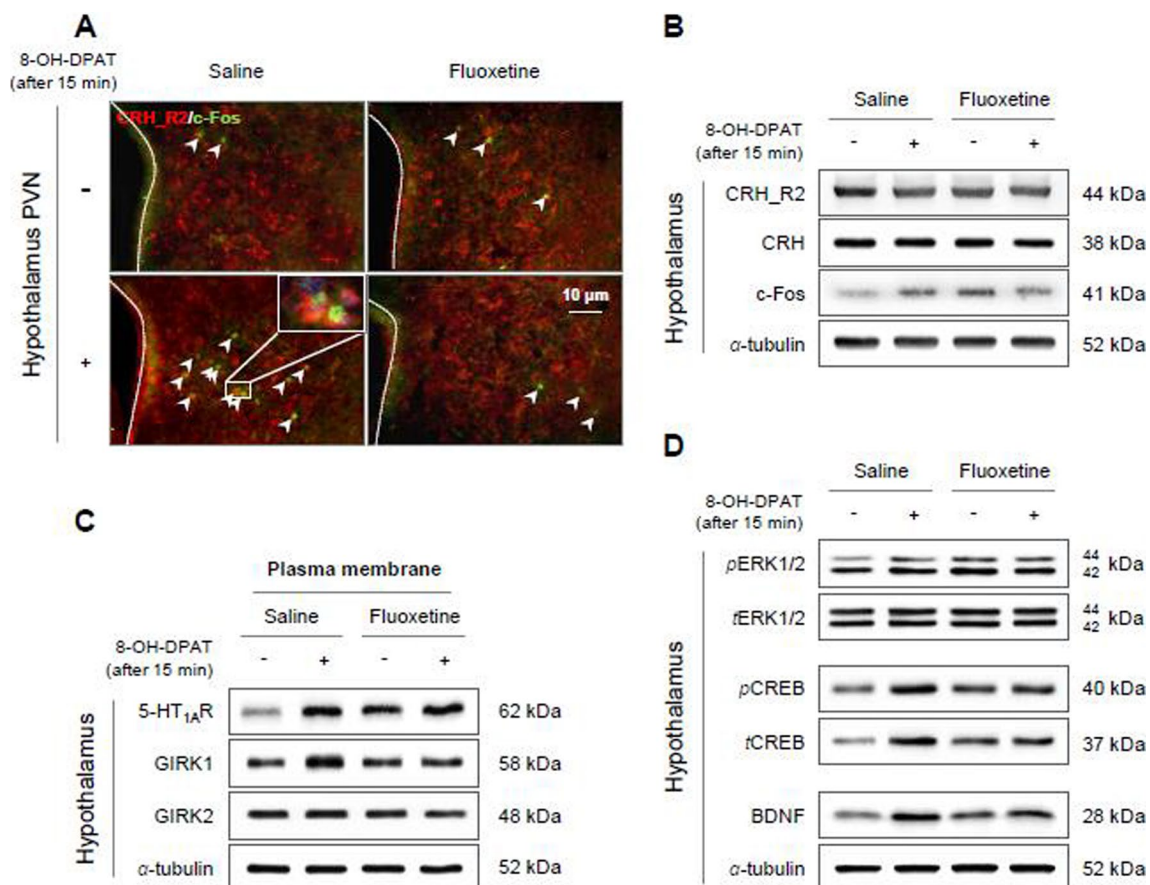 A
8-OH-DPAT
(after 15 min)
Saline
Fluoxetine
CRH_R2/c-Fos
Hypothalamus PVN
-
+
10 μm
B
Saline
Fluoxetine
8-OH-DPAT
(after 15 min)
- + - +
Hypothalamus
CRH_R2 44 kDa
CRH 38 kDa
c-Fos 41 kDa
α-tubulin 52 kDa
C
Plasma membrane
Saline
Fluoxetine
8-OH-DPAT
(after 15 min)
- + - +
Hypothalamus
5-HT1AR 62 kDa
GIRK1 58 kDa
GIRK2 48 kDa
α-tubulin 52 kDa
D
Saline
Fluoxetine
8-OH-DPAT
(after 15 min)
- + - +
Hypothalamus
pERK1/2 44 42 kDa
tERK1/2 44 42 kDa
pCREB 40 kDa
tCREB 37 kDa
BDNF 28 kDa
α-tubulin 52 kDa